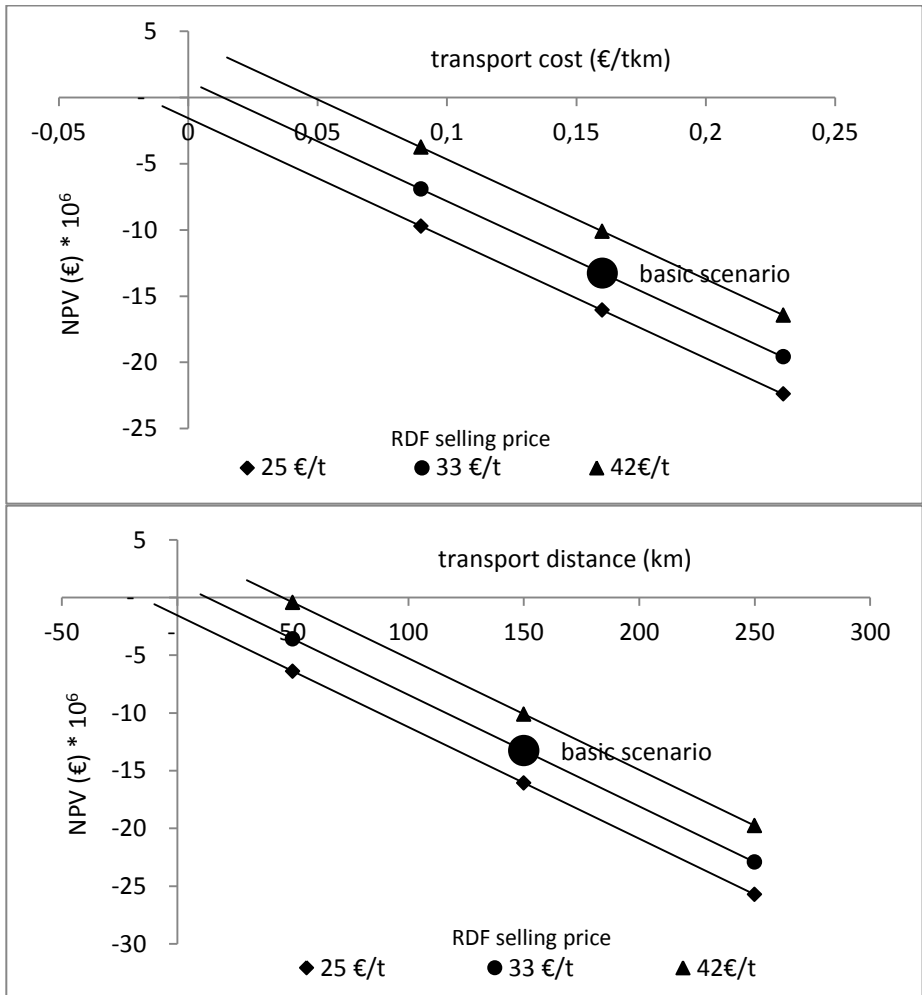 5
transport cost (€/tkm)
-
-0,05 0 0,05 0,1 0,15 0,2 0,25
-5
-10
basic scenario
-15
-20
-25
NPV (€) * 10⁶
RDF selling price
25 €/t 33 €/t 42€/t
5
transport distance (km)
-
-50 - 50 100 150 200 250 300
-5
-10
basic scenario
-15
-20
-25
-30
NPV (€) * 10⁶
RDF selling price
25 €/t 33 €/t 42€/t